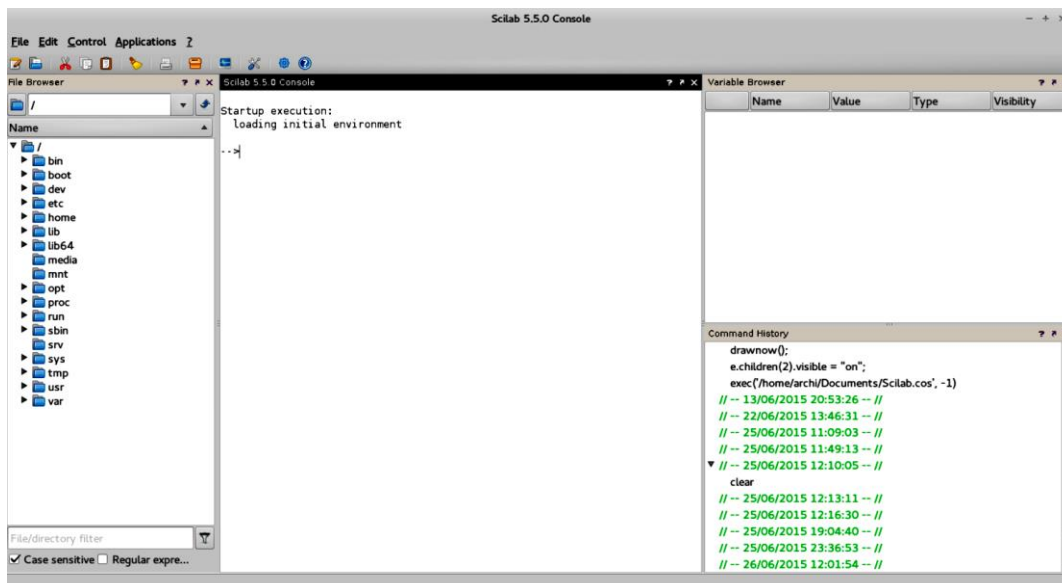 Scilab 5.5.0 Console
File Edit Control Applications ?
File Browser
/
Name
/
bin
boot
dev
etc
home
lib
lib64
media
mnt
opt
proc
run
sbin
srv
sys
tmp
usr
var
File/directory filter
Case sensitive Regular expre...
Scilab 5.5.0 Console
Startup execution:
loading initial environment
-->
Variable Browser
Name Value Type Visibility
Command History
drawnow();
e.children(2).visible = "on";
exec('/home/archi/Documents/Scilab.cos', -1)
// -- 13/06/2015 20:53:26 -- //
// -- 22/06/2015 13:46:31 -- //
// -- 25/06/2015 11:09:03 -- //
// -- 25/06/2015 11:49:13 -- //
// -- 25/06/2015 12:10:05 -- //
clear
// -- 25/06/2015 12:13:11 -- //
// -- 25/06/2015 12:16:30 -- //
// -- 25/06/2015 19:04:40 -- //
// -- 25/06/2015 23:36:53 -- //
// -- 26/06/2015 12:01:54 -- //